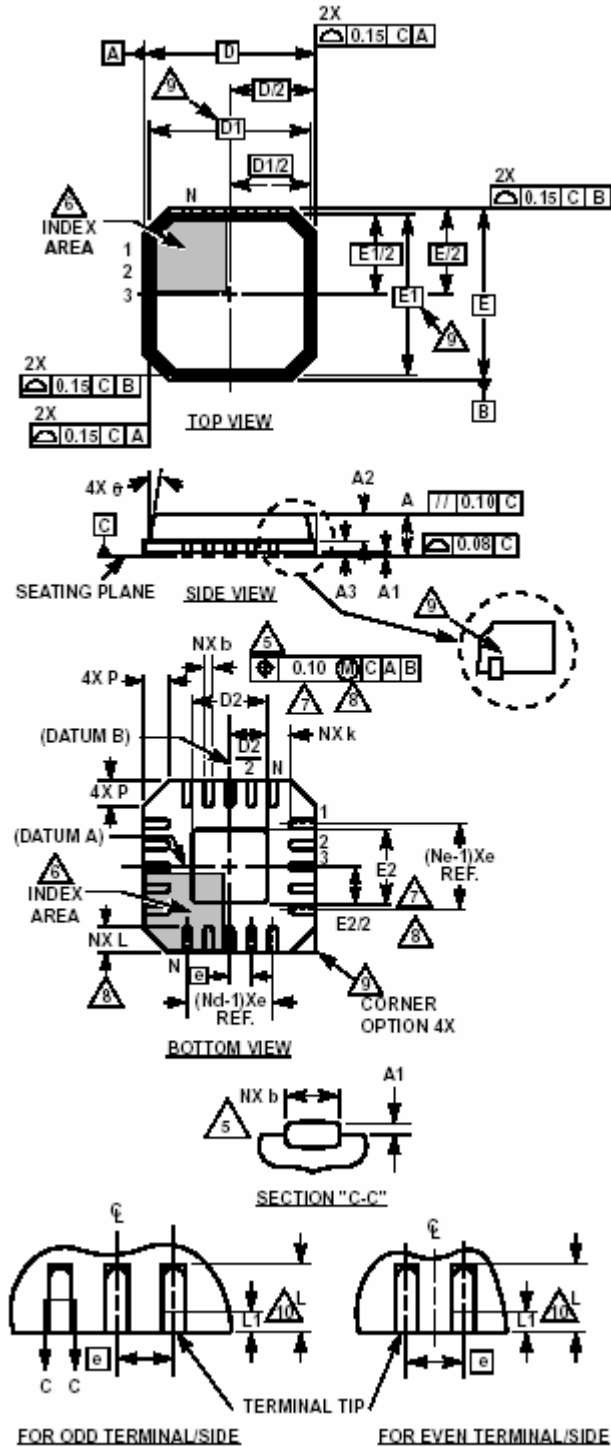 2X
⌓ 0.15 C A
A
D
9
D/2
D1
D1/2
2X
⌓ 0.15 C B
6
N
INDEX
AREA
1
2
3
E1/2
E/2
E1
E
9
2X
⌓ 0.15 C B
2X
⌓ 0.15 C A
B
TOP VIEW
4X θ
A2
A
// 0.10 C
C
⌓ 0.08 C
SEATING PLANE
SIDE VIEW
A3
A1
9
NX b
5
⌖ 0.10 Ⓜ C A B
4X P
D2
7
8
(DATUM B)
D2
2
N
NX k
4X P
1
2
3
(DATUM A)
(Ne-1)Xe
REF.
E2
6
INDEX
AREA
7
E2/2
8
NX L
8
N
e
(Nd-1)Xe
REF.
9
CORNER
OPTION 4X
BOTTOM VIEW
A1
NX b
5
SECTION "C-C"
℄
℄
L
10
L1
L
10
L1
e
e
C C
TERMINAL TIP
FOR ODD TERMINAL/SIDE
FOR EVEN TERMINAL/SIDE